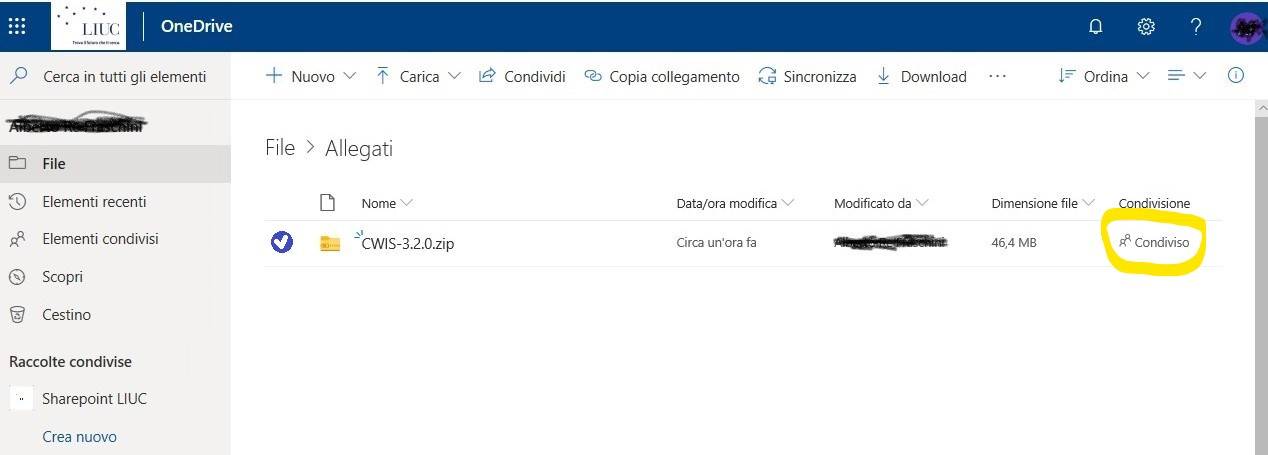 LIUC
OneDrive
Cerca in tutti gli elementi
Nuovo
Carica
Condividi
Copia collegamento
Sincronizza
Download
Ordina
File
Elementi recenti
Elementi condivisi
Scopri
Cestino
Raccolte condivise
Sharepoint LIUC
Crea nuovo
File > Allegati
Nome
Data/ora modifica
Modificato da
Dimensione file
Condivisione
CWIS-3.2.0.zip
Circa un'ora fa
46,4 MB
Condiviso